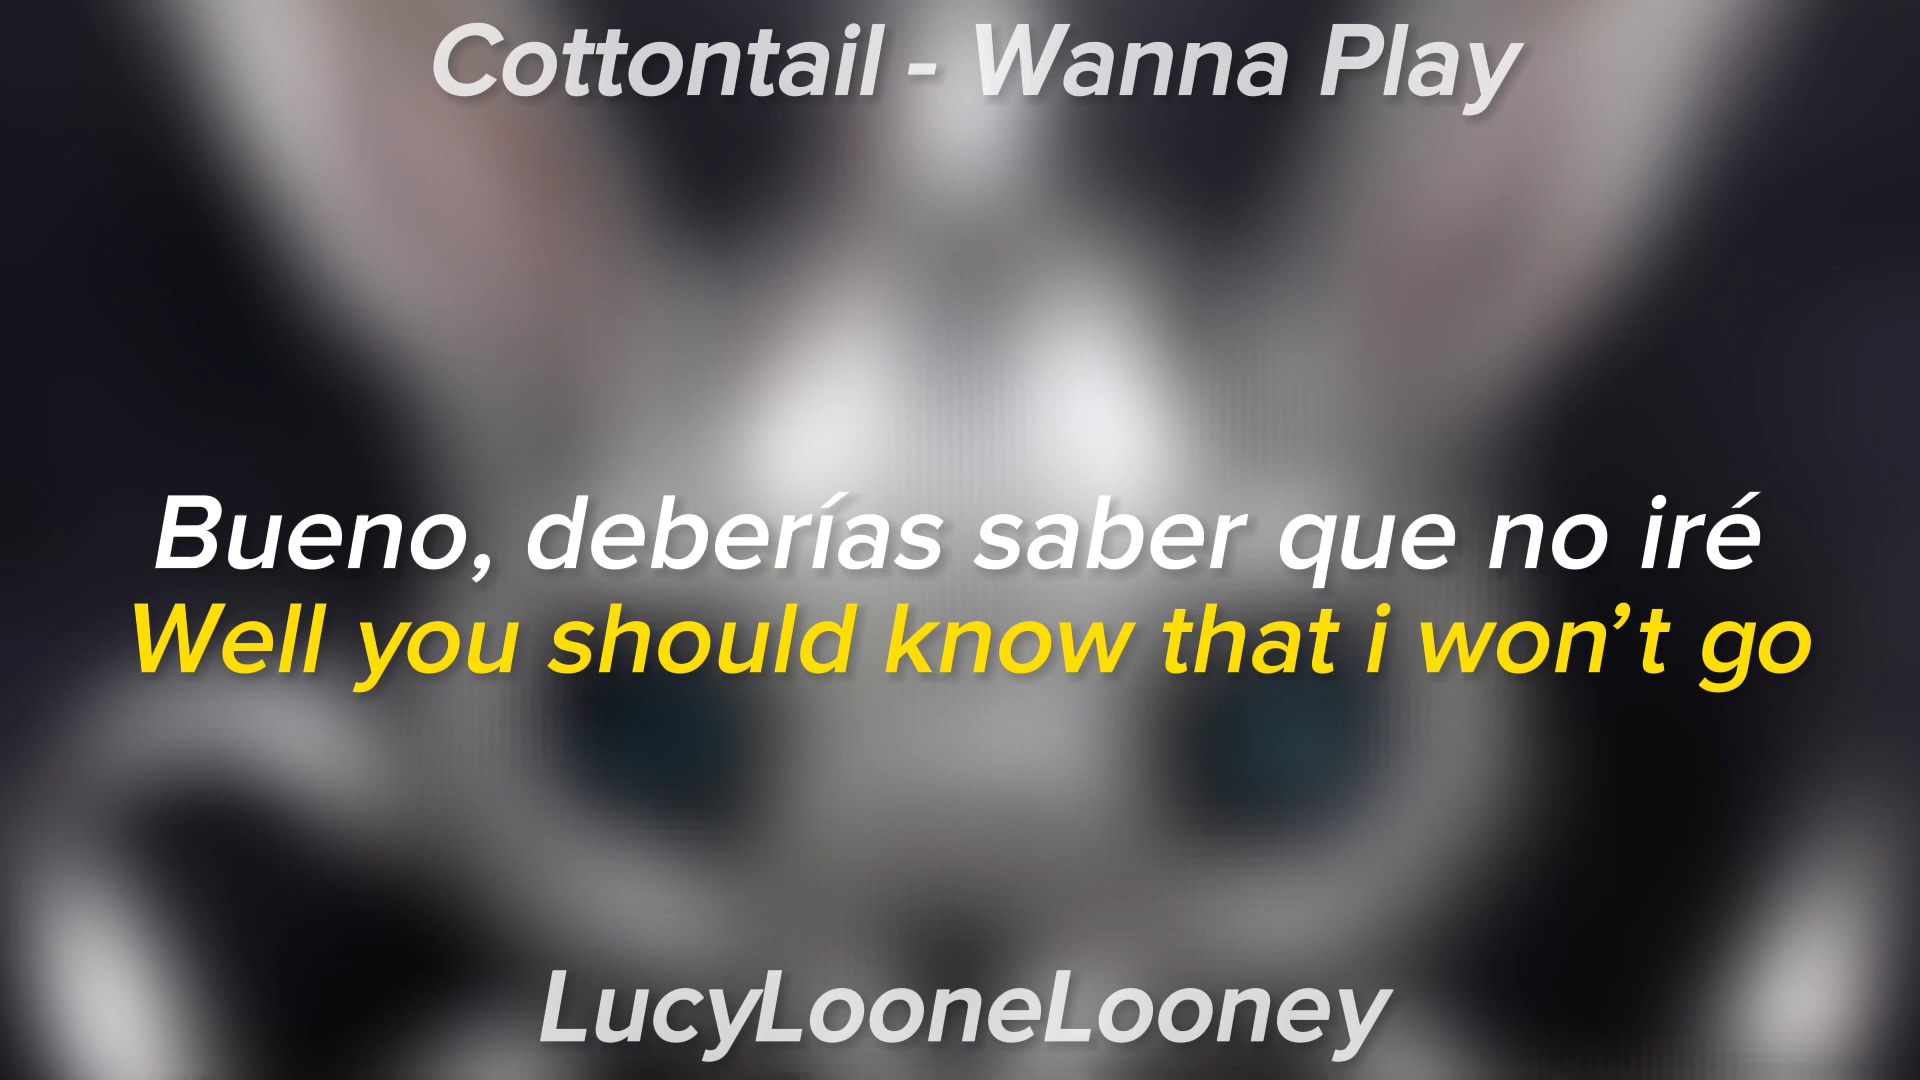 Cottontail - Wanna Play
Bueno, deberías saber que no iré
Well you should know that i won’t go
LucyLooneLooney